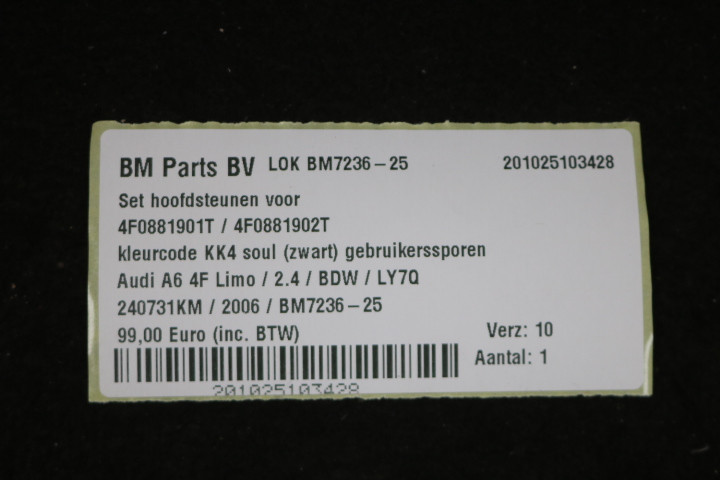 BM Parts BV LOK BM7236-25 201025103428
Set hoofdsteunen voor
4F0881901T / 4F0881902T
kleurcode KK4 soul (zwart) gebruikerssporen
Audi A6 4F Limo / 2.4 / BDW / LY7Q
240731KM / 2006 / BM7236-25
99,00 Euro (inc. BTW) Verz: 10
Aantal: 1
201025103428